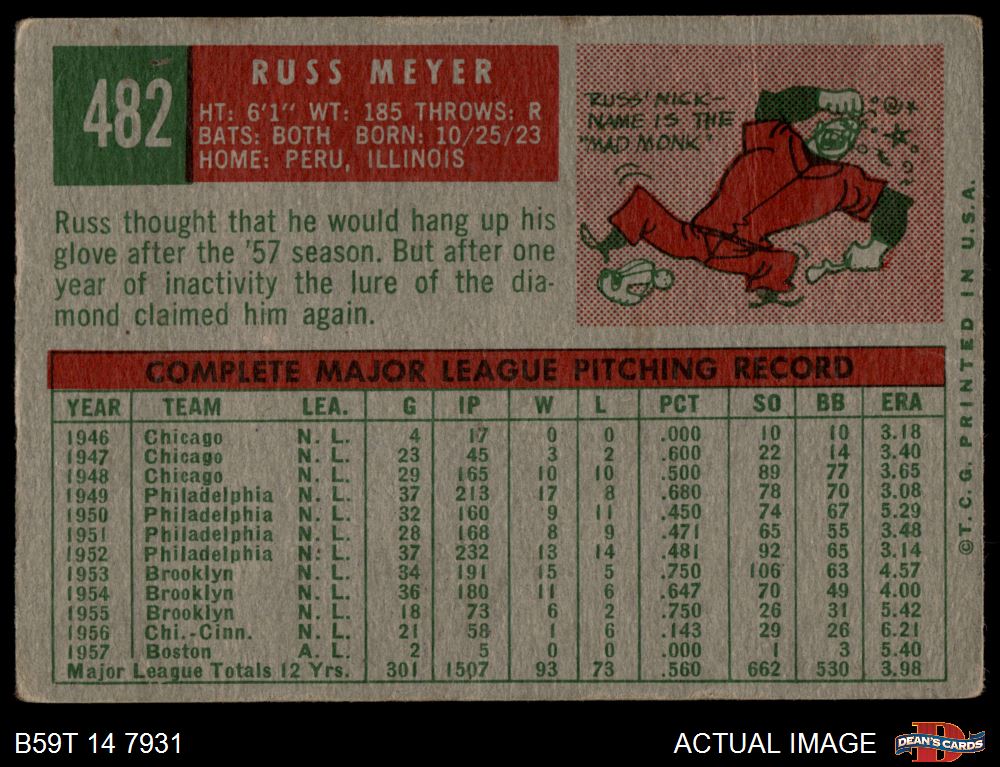 482
RUSS MEYER
HT: 6'1" WT: 185 THROWS: R
BATS: BOTH BORN: 10/25/23
HOME: PERU, ILLINOIS
RUSS' NICK-
NAME IS THE
"MAD MONK"
Russ thought that he would hang up his
glove after the '57 season. But after one
year of inactivity the lure of the dia-
mond claimed him again.
COMPLETE MAJOR LEAGUE PITCHING RECORD
YEAR TEAM LEA. G IP W L PCT SO BB ERA
1946 Chicago N. L. 4 17 0 0 .000 10 10 3.18
1947 Chicago N. L. 23 45 3 2 .600 22 14 3.40
1948 Chicago N. L. 29 165 10 10 .500 89 77 3.65
1949 Philadelphia N. L. 37 213 17 8 .680 78 70 3.08
1950 Philadelphia N. L. 32 160 9 11 .450 74 67 5.29
1951 Philadelphia N. L. 28 168 8 9 .471 65 55 3.48
1952 Philadelphia N. L. 37 232 13 14 .481 92 65 3.14
1953 Brooklyn N. L. 34 191 15 5 .750 106 63 4.57
1954 Brooklyn N. L. 36 180 11 6 .647 70 49 4.00
1955 Brooklyn N. L. 18 73 6 2 .750 26 31 5.42
1956 Chi.-Cinn. N. L. 21 58 1 6 .143 29 26 6.21
1957 Boston A. L. 2 5 0 0 .000 1 3 5.40
Major League Totals 12 Yrs. 301 1507 93 73 .560 662 530 3.98
©T. C. G. PRINTED IN U.S.A.
B59T 14 7931
ACTUAL IMAGE
D
DEAN'S CARDS